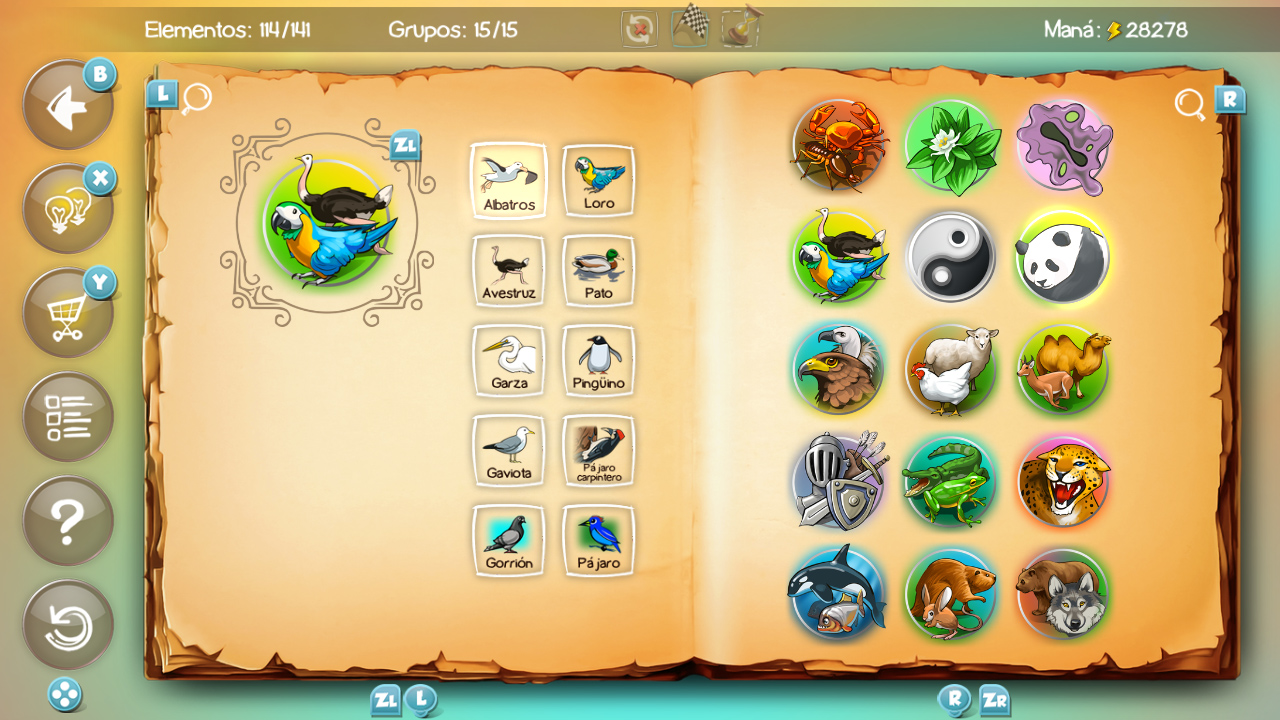 Elementos: 114/141
Grupos: 15/15
Maná: 28278
B
L
R
ZL
X
Albatros
Loro
Y
Avestruz
Pato
Garza
Pingüino
Gaviota
Pájaro
carpintero
?
Gorrión
Pájaro
ZL
L
R
ZR